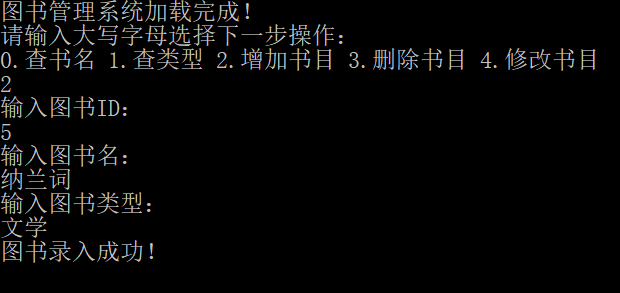 图书管理系统加载完成!
请输入大写字母选择下一步操作:
0.查书名 1.查类型 2.增加书目 3.删除书目 4.修改书目
2
输入图书ID:
5
输入图书名:
纳兰词
输入图书类型:
文学
图书录入成功!